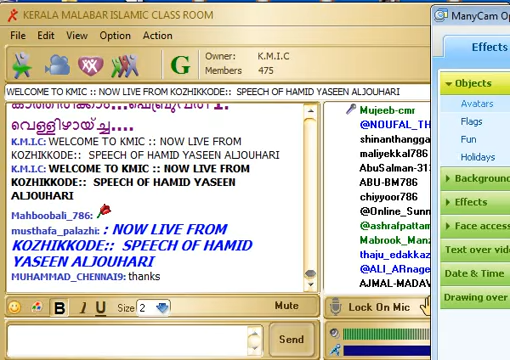 KERALA MALABAR ISLAMIC CLASS ROOM
File Edit View Option Action
G
Owner: K.M.I.C
Members 475
WELCOME TO KMIC :: NOW LIVE FROM KOZHIKKODE:: SPEECH OF HAMID YASEEN ALJOUHARI
വെള്ളിഴായ്ച്ച....
K.M.I.C: WELCOME TO KMIC :: NOW LIVE FROM
KOZHIKKODE:: SPEECH OF HAMID YASEEN ALJOUHARI
K.M.I.C: WELCOME TO KMIC :: NOW LIVE FROM
KOZHIKKODE:: SPEECH OF HAMID YASEEN
ALJOUHARI
Mahboobali_786:
musthafa_palazhi: : NOW LIVE FROM
KOZHIKKODE:: SPEECH OF HAMID
YASEEN ALJOUHARI
MUHAMMAD_CHENNAI9: thanks
B I U Size 2 Mute
Send
Mujeeb-cmr
@NOUFAL_TH
shinanthangga
maliyekkal786
AbuSalman-313
ABU-BM786
chiyyoor786
@Online_Sunn
@ashralpattam
Mabrook_Man
thaju_edakkaz
@ALI_ARnage
AJMAL-MADAV
Lock On Mic
ManyCam Op
Effects
Objects
Avatars
Flags
Fun
Holidays
Background
Effects
Face access
Text over vide
Date & Time
Drawing over